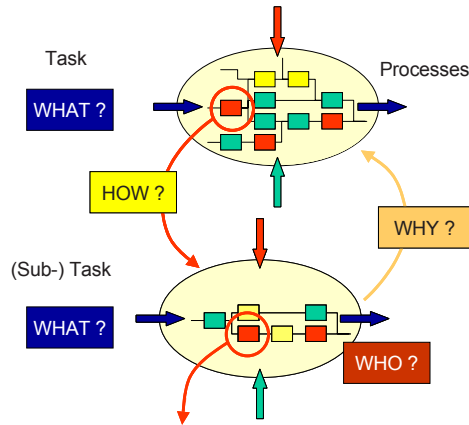 Task
Processes
WHAT ?
HOW ?
WHY ?
(Sub-) Task
WHAT ?
WHO ?